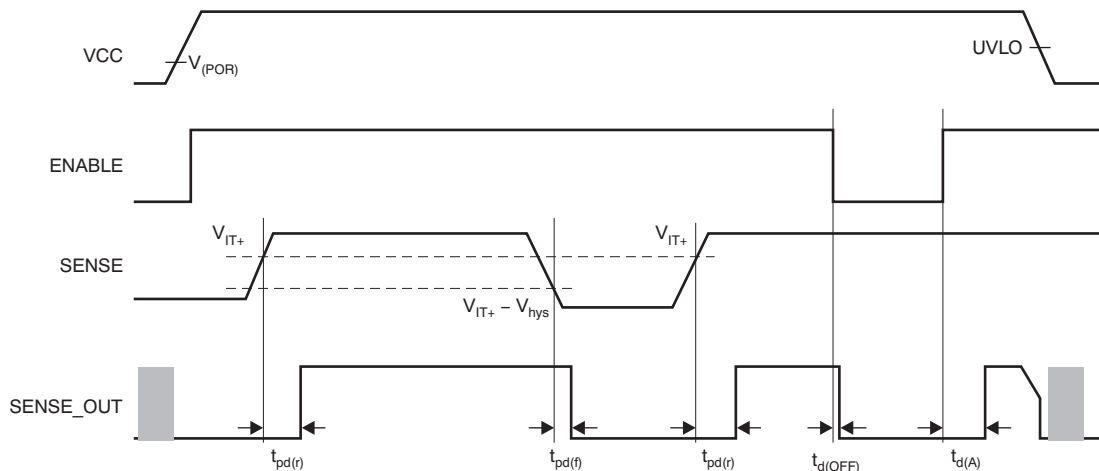 VCC
V(POR)
UVLO
ENABLE
VIT+
VIT+
SENSE
VIT+ – Vhys
SENSE_OUT
tpd(r)
tpd(f)
tpd(r)
td(OFF)
td(A)